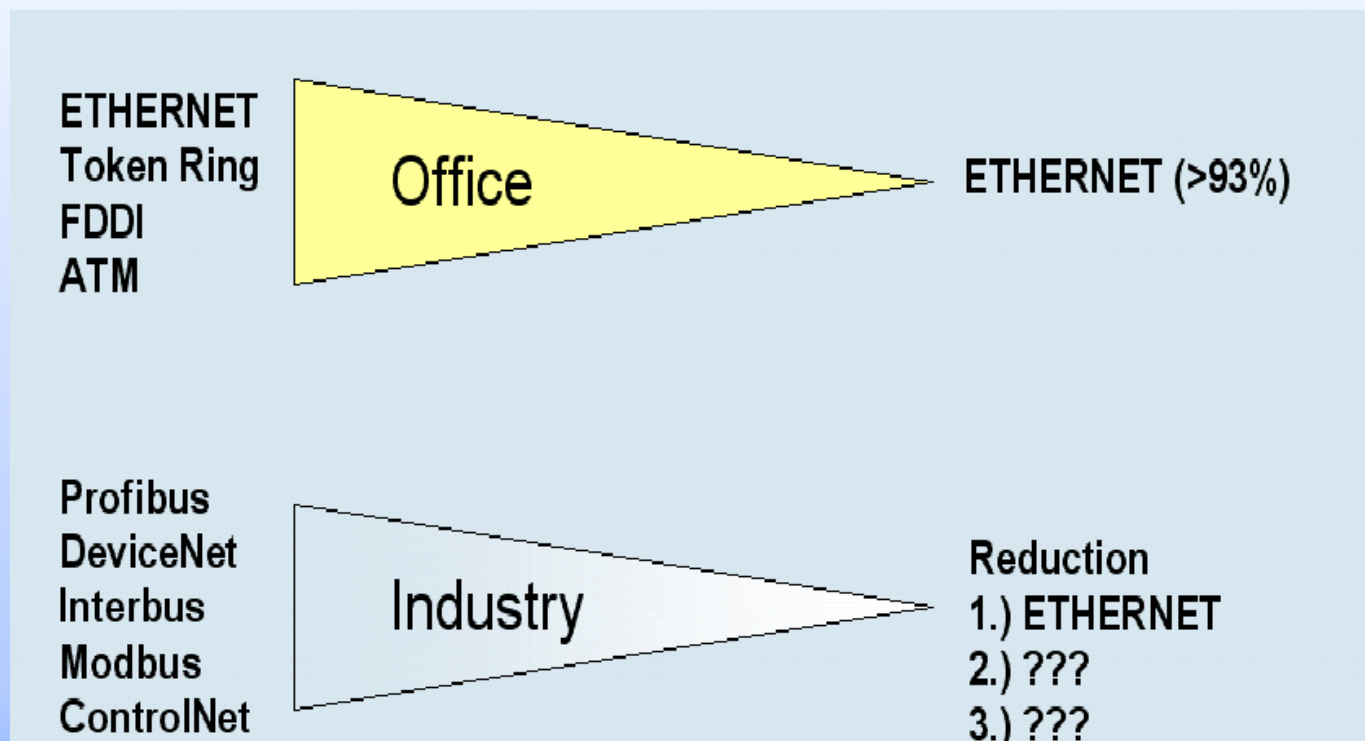 ETHERNET
Token Ring
FDDI
ATM
Office
ETHERNET (>93%)
Profibus
DeviceNet
Interbus
Modbus
ControlNet
Industry
Reduction
1.) ETHERNET
2.) ???
3.) ???